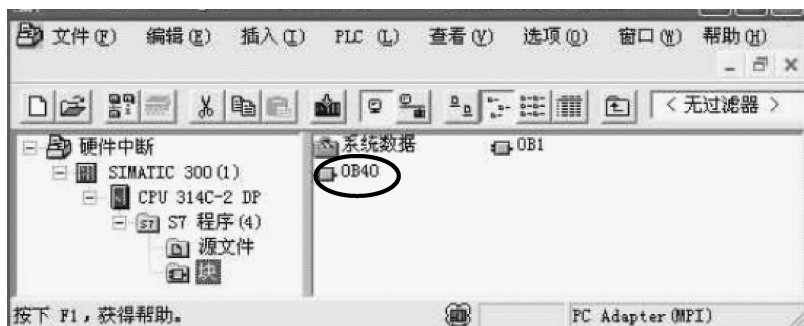 文件(F) 编辑(E) 插入(I) PLC (L) 查看(V) 选项(O) 窗口(W) 帮助(H)
< 无过滤器 >
硬件中断
SIMATIC 300(1)
CPU 314C-2 DP
S7 程序(4)
源文件
块
系统数据 OB1
OB40
按下 F1，获得帮助。 PC Adapter(MPI)